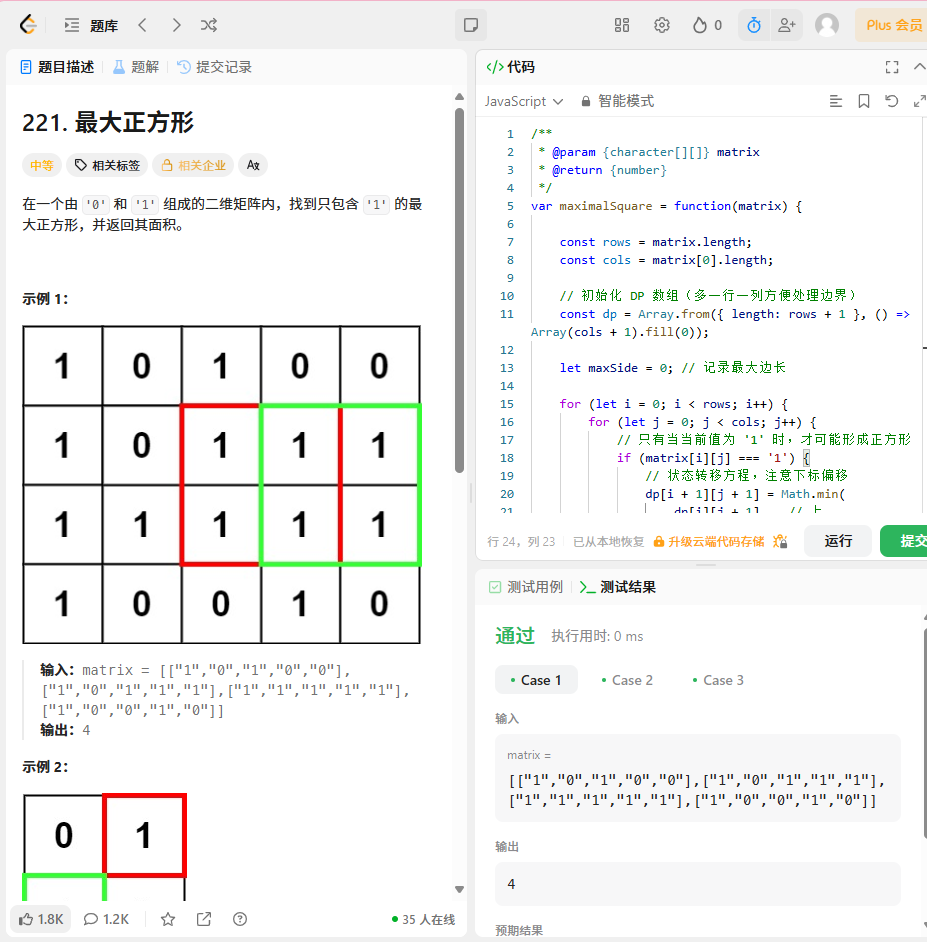 题库
0
Plus 会员
题目描述
题解
提交记录
221. 最大正方形
中等
相关标签
相关企业
在一个由 '0' 和 '1' 组成的二维矩阵内，找到只包含 '1' 的最
大正方形，并返回其面积。
示例 1：
1 0 1 0 0
1 0 1 1 1
1 1 1 1 1
1 0 0 1 0
输入：matrix = [["1","0","1","0","0"],
["1","0","1","1","1"],["1","1","1","1","1"],
["1","0","0","1","0"]]
输出：4
示例 2：
0 1
1.8K
1.2K
35 人在线
</> 代码
JavaScript
智能模式
1 /**
2 * @param {character[][]} matrix
3 * @return {number}
4 */
5 var maximalSquare = function(matrix) {
6
7 const rows = matrix.length;
8 const cols = matrix[0].length;
9
10 // 初始化 DP 数组（多一行一列方便处理边界）
11 const dp = Array.from({ length: rows + 1 }, () =>
Array(cols + 1).fill(0));
12
13 let maxSide = 0; // 记录最大边长
14
15 for (let i = 0; i < rows; i++) {
16 for (let j = 0; j < cols; j++) {
17 // 只有当当前值为 '1' 时，才可能形成正方形
18 if (matrix[i][j] === '1') {
19 // 状态转移方程，注意下标偏移
20 dp[i + 1][j + 1] = Math.min(
21 dp[i][j + 1], // 上
行 24，列 23
已从本地恢复
升级云端代码存储
运行
提交
测试用例
测试结果
通过
执行用时: 0 ms
Case 1
Case 2
Case 3
输入
matrix =
[["1","0","1","0","0"],["1","0","1","1","1"],
["1","1","1","1","1"],["1","0","0","1","0"]]
输出
4
预期结果